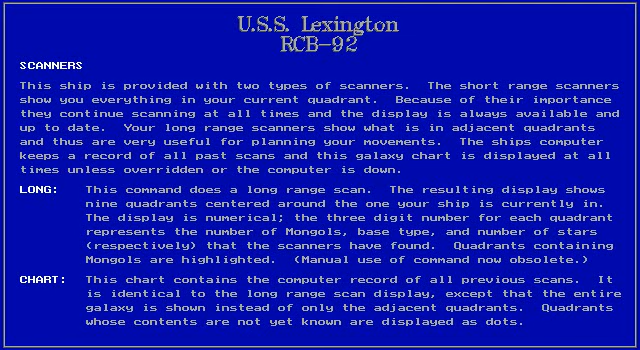 U.S.S. Lexington
RCB-92
SCANNERS
This ship is provided with two types of scanners.  The short range scanners
show you everything in your current quadrant.  Because of their importance
they continue scanning at all times and the display is always available and
up to date.  Your long range scanners show what is in adjacent quadrants
and thus are very useful for planning your movements.  The ships computer
keeps a record of all past scans and this galaxy chart is displayed at all
times unless overridden or the computer is down.
LONG: This command does a long range scan.  The resulting display shows
nine quadrants centered around the one your ship is currently in.
The display is numerical; the three digit number for each quadrant
represents the number of Mongols, base type, and number of stars
(respectively) that the scanners have found.  Quadrants containing
Mongols are highlighted.  (Manual use of command now obsolete.)
CHART: This chart contains the computer record of all previous scans.  It
is identical to the long range scan display, except that the entire
galaxy is shown instead of only the adjacent quadrants.  Quadrants
whose contents are not yet known are displayed as dots.